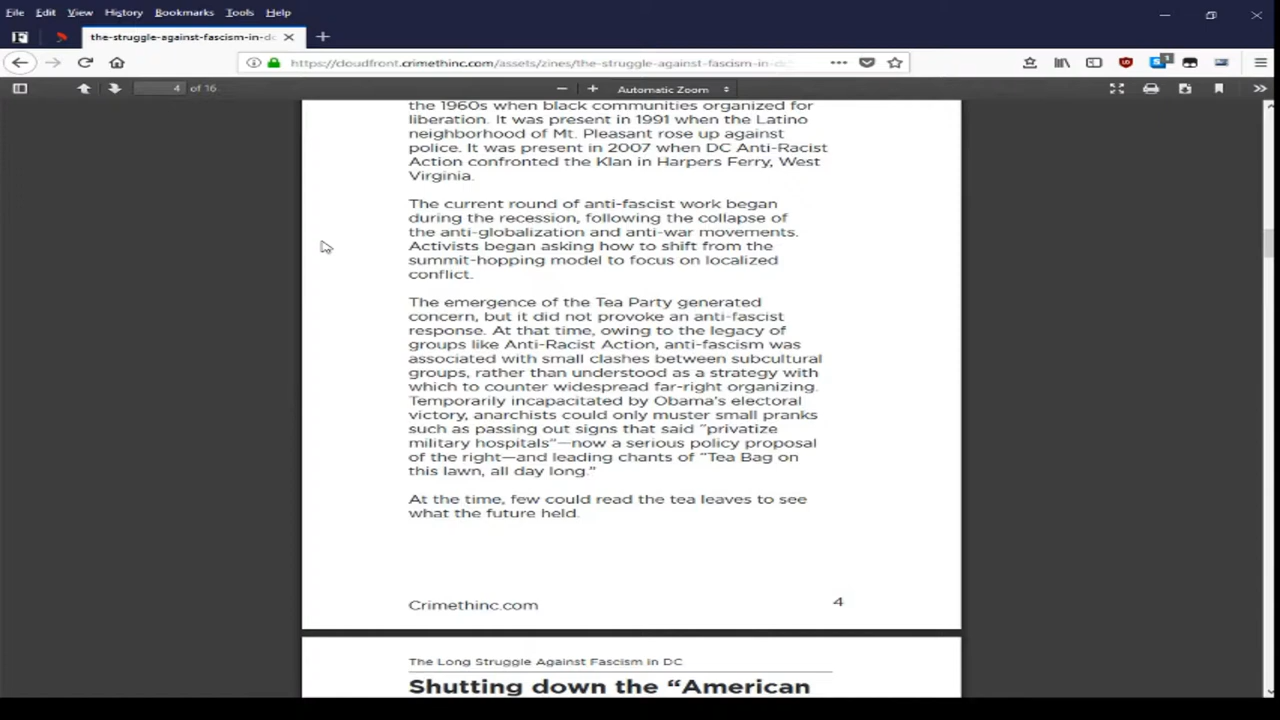 File Edit View History Bookmarks Tools Help
the-struggle-against-fascism-in-dc
https://cloudfront.crimethinc.com/assets/zines/the-struggle-against-fascism-in-dc
1
4 of 16
Automatic Zoom
the 1960s when black communities organized for
liberation. It was present in 1991 when the Latino
neighborhood of Mt. Pleasant rose up against
police. It was present in 2007 when DC Anti-Racist
Action confronted the Klan in Harpers Ferry, West
Virginia.
The current round of anti-fascist work began
during the recession, following the collapse of
the anti-globalization and anti-war movements.
Activists began asking how to shift from the
summit-hopping model to focus on localized
conflict.
The emergence of the Tea Party generated
concern, but it did not provoke an anti-fascist
response. At that time, owing to the legacy of
groups like Anti-Racist Action, anti-fascism was
associated with small clashes between subcultural
groups, rather than understood as a strategy with
which to counter widespread far-right organizing.
Temporarily incapacitated by Obama’s electoral
victory, anarchists could only muster small pranks
such as passing out signs that said “privatize
military hospitals”—now a serious policy proposal
of the right—and leading chants of “Tea Bag on
this lawn, all day long.”
At the time, few could read the tea leaves to see
what the future held.
Crimethinc.com 4
The Long Struggle Against Fascism in DC
Shutting down the “American